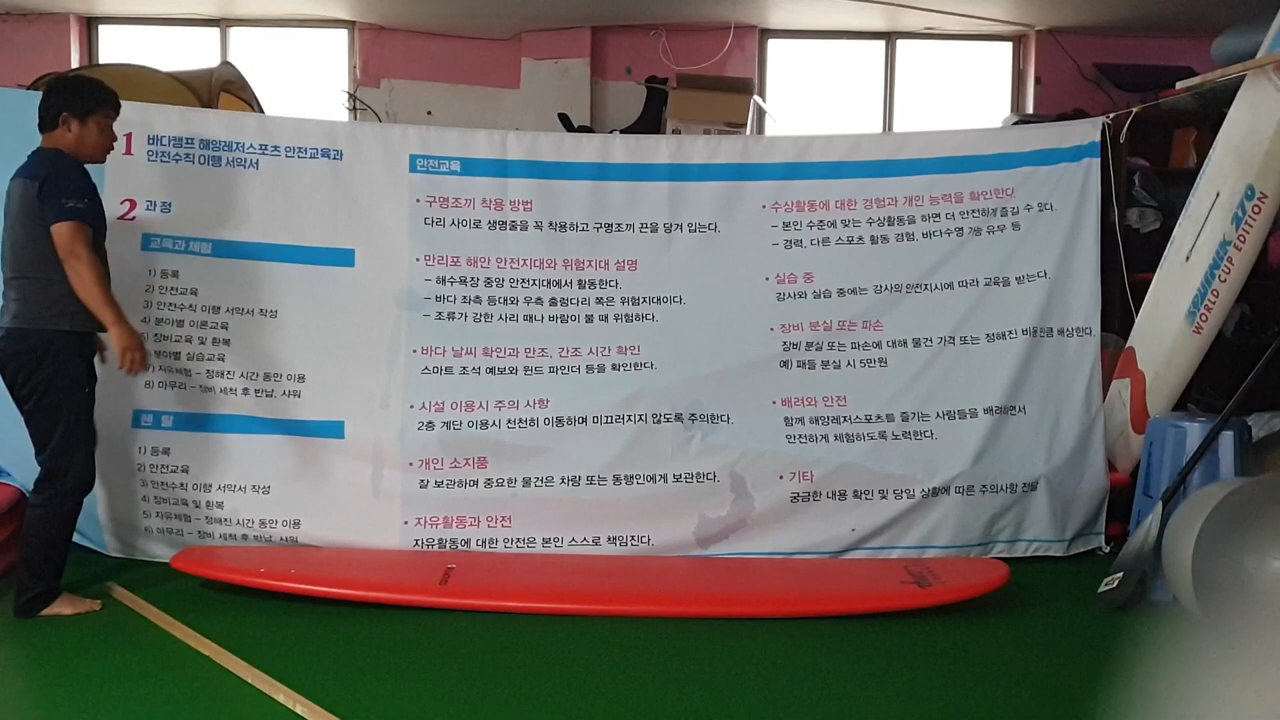 1 바다캠프 해양레저스포츠 안전교육과
안전수칙 이행 서약서
2 과 정
교육과 체험
1) 등록
2) 안전교육
3) 안전수칙 이행 서약서 작성
4) 분야별 이론교육
5) 장비교육 및 환복
6) 분야별 실습교육
7) 자유체험 – 정해진 시간 동안 이용
8) 마무리 – 장비 세척 후 반납, 샤워
렌 탈
1) 등록
2) 안전교육
3) 안전수칙 이행 서약서 작성
4) 장비교육 및 환복
5) 자유체험 – 정해진 시간 동안 이용
6) 마무리 – 장비 세척 후 반납, 샤워
안전교육
• 구명조끼 착용 방법
다리 사이로 생명줄을 꼭 착용하고 구명조끼 끈을 당겨 입는다.
• 만리포 해안 안전지대와 위험지대 설명
– 해수욕장 중앙 안전지대에서 활동한다.
– 바다 좌측 등대와 우측 출렁다리 쪽은 위험지대이다.
– 조류가 강한 사리 때나 바람이 불 때 위험하다.
• 바다 날씨 확인과 만조, 간조 시간 확인
스마트 조석 예보와 윈드 파인더 등을 확인한다.
• 시설 이용시 주의 사항
2층 계단 이용시 천천히 이동하며 미끄러지지 않도록 주의한다.
• 개인 소지품
잘 보관하며 중요한 물건은 차량 또는 동행인에게 보관한다.
• 자유활동과 안전
자유활동에 대한 안전은 본인 스스로 책임진다.
• 수상활동에 대한 경험과 개인 능력을 확인한다.
– 본인 수준에 맞는 수상활동을 하면 더 안전하게 즐길 수 있다.
– 경력, 다른 스포츠 활동 경험, 바다수영 가능 유무 등
• 실습 중
강사와 실습 중에는 강사의 안전지시에 따라 교육을 받는다.
• 장비 분실 또는 파손
장비 분실 또는 파손에 대해 물건 가격 또는 정해진 비용만큼 배상한다.
예) 패들 분실 시 5만원
• 배려와 안전
함께 해양레저스포츠를 즐기는 사람들을 배려하면서
안전하게 체험하도록 노력한다.
• 기타
궁금한 내용 확인 및 당일 상황에 따른 주의사항 전달
SPUTNIK 270
WORLD CUP EDITION